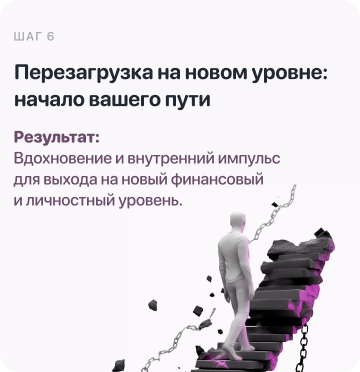 ШАГ 6
Перезагрузка на новом уровне:
начало вашего пути
Результат:
Вдохновение и внутренний импульс
для выхода на новый финансовый
и личностный уровень.